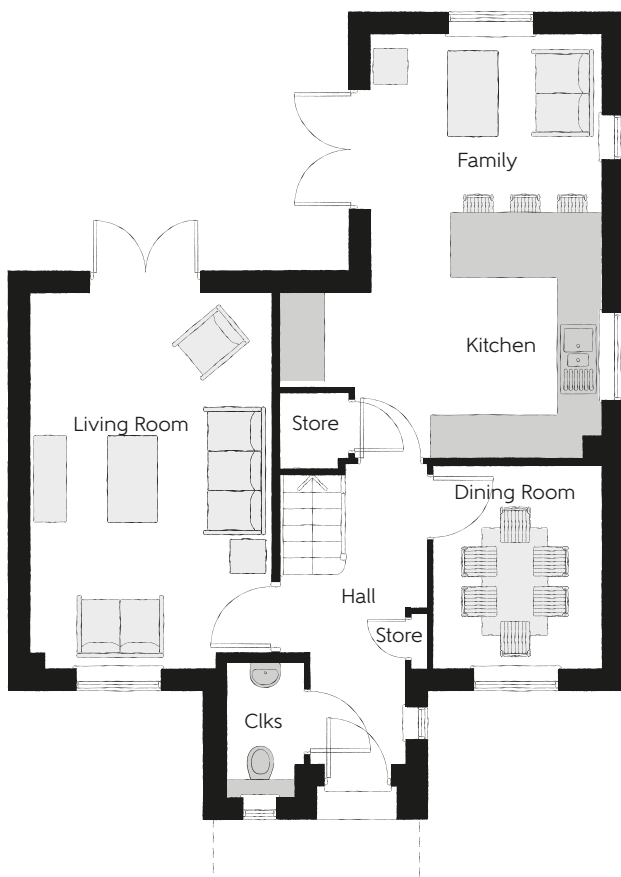 Family
Kitchen
Living Room
Store
Dining Room
Hall
Store
Clks